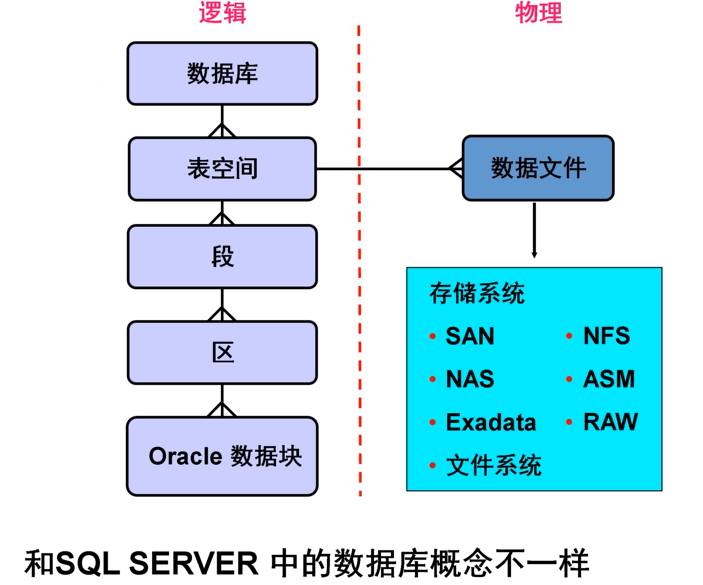 逻辑
物理
数据库
表空间
数据文件
段
区
Oracle 数据块
存储系统
• SAN
• NFS
• NAS
• ASM
• Exadata
• RAW
• 文件系统
和SQL SERVER 中的数据库概念不一样